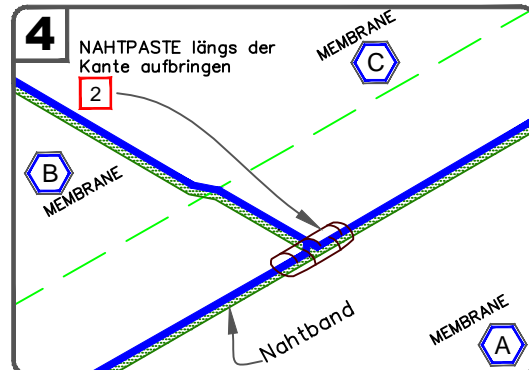 4
NAHTPASTE längs der
Kante aufbringen
2
MEMBRANE
C
B
MEMBRANE
Nahtband
MEMBRANE
A